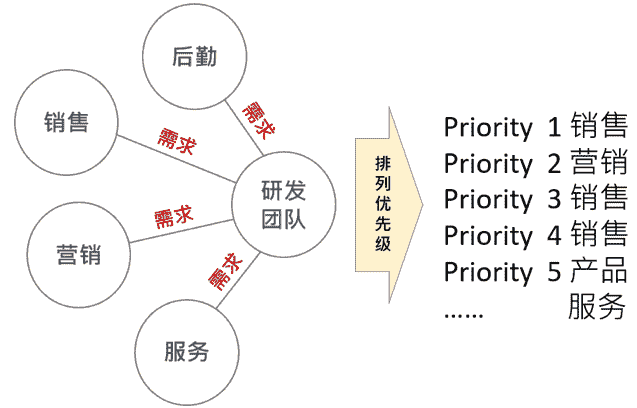 后勤
销售
需求
需求
研发
团队
需求
营销
需求
服务
排列优先级
Priority 1 销售
Priority 2 营销
Priority 3 销售
Priority 4 销售
Priority 5 产品
…… 服务